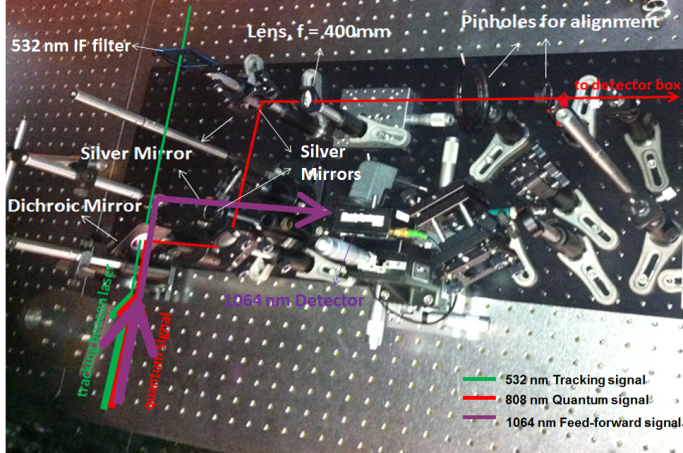 Pinholes for alignment
Lens, f = 400mm
532 nm IF filter
to detector box
Silver Mirror
Silver
Mirrors
Dichroic Mirror
1064 nm Detector
tracking beacon laser
quantum signal
532 nm Tracking signal
808 nm Quantum signal
1064 nm Feed-forward signal